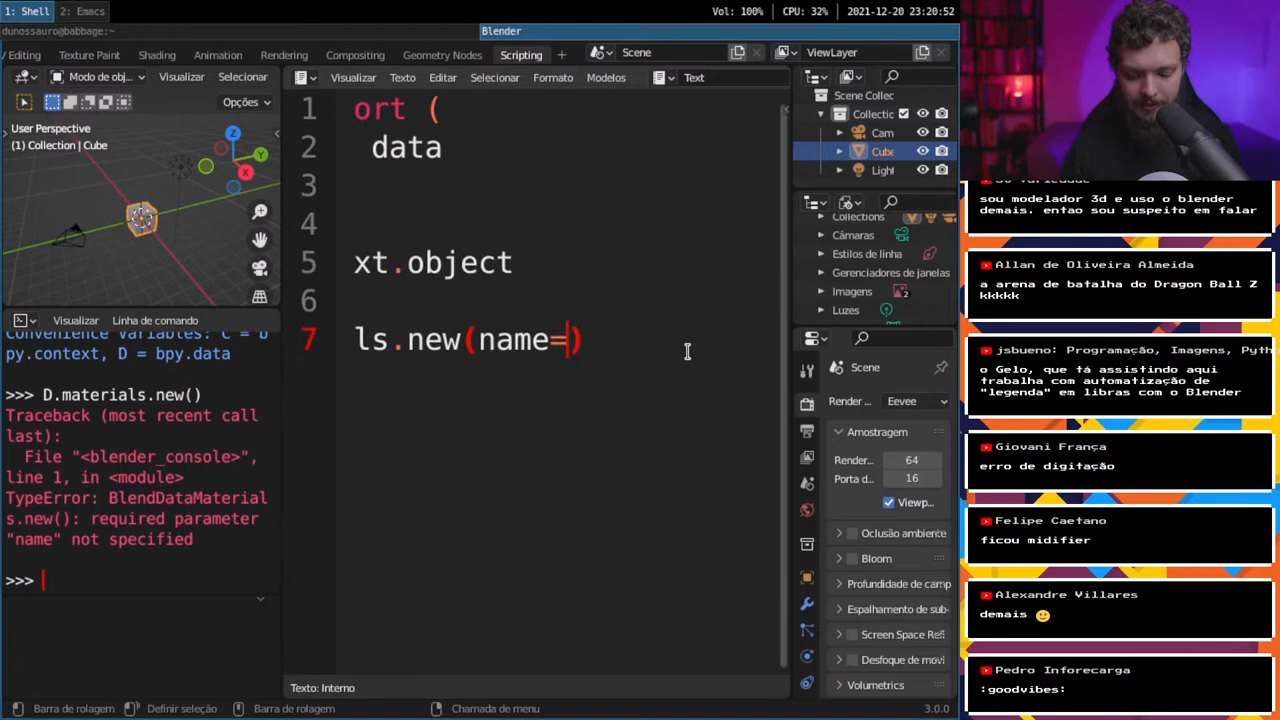 1: Shell 2: Emacs Vol: 100% CPU: 32% 2021-12-20 20:20:52
dunossauro@babbage:~ Blender
Editing Texture Paint Shading Animation Rendering Compositing Geometry Nodes Scripting + Scene ViewLayer
Modo de obj... Visualizar Selecionar
Opções
User Perspective
(1) Collection | Cube
Z
Y
X
Visualizar Linha de comando
Convenience Variables: C = b
py.context, D = bpy.data
>>> D.materials.new()
Traceback (most recent call
last):
File "<blender_console>",
line 1, in <module>
TypeError: BlendDataMaterial
s.new(): required parameter
"name" not specified
>>>
Visualizar Texto Editar Selecionar Formato Modelos Text
1 ort (
2 data
3
4
5 xt.object
6
7 ls.new(name=)
Texto: Interno
Scene Collec
Collectic
Cam
Cube
Light
Collections
Câmaras
Estilos de linha
Gerenciadores de janelas
Imagens 2
Luzes
Scene
Render ... Eevee
Amostragem
Render... 64
Porta d... 16
Viewp...
Oclusão ambiente
Bloom
Profundidade de camp
Espalhamento de sub-
Screen Space Refl
Desfoque de movi
Volumetrics
Barra de rolagem Definir seleção Barra de rolagem Chamada de menu 3.0.0
sou modelador 3d e uso o blender
demais. entao sou suspeito em falar
Allan de Oliveira Almeida
a arena de batalha do Dragon Ball Z
kkkkk
jsbueno: Programação, Imagens, Pyth
o Gelo, que tá assistindo aqui
trabalha com automatização de
"legenda" em libras com o Blender
Giovani França
erro de digitação
Felipe Caetano
ficou midifier
Alexandre Villares
demais 🙂
Pedro Inforecarga
:goodvibes: